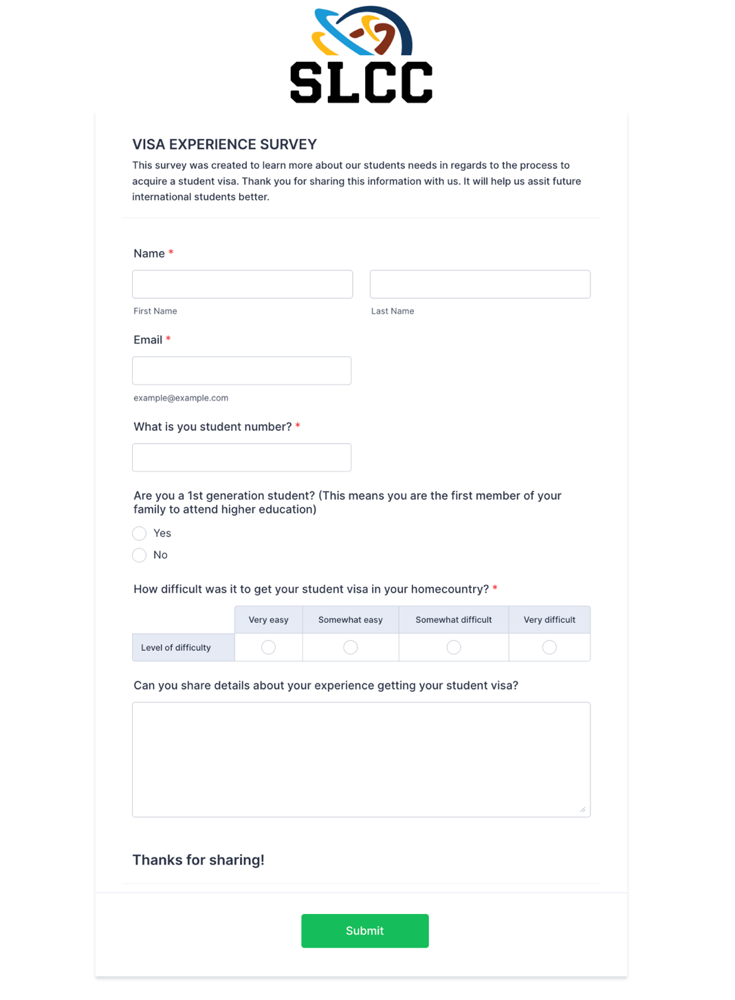 SLCC
VISA EXPERIENCE SURVEY
This survey was created to learn more about our students needs in regards to the process to
acquire a student visa. Thank you for sharing this information with us. It will help us assit future
international students better.
Name *
First Name
Last Name
Email *
example@example.com
What is you student number? *
Are you a 1st generation student? (This means you are the first member of your
family to attend higher education)
Yes
No
How difficult was it to get your student visa in your homecountry? *
Very easy
Somewhat easy
Somewhat difficult
Very difficult
Level of difficulty
Can you share details about your experience getting your student visa?
Thanks for sharing!
Submit